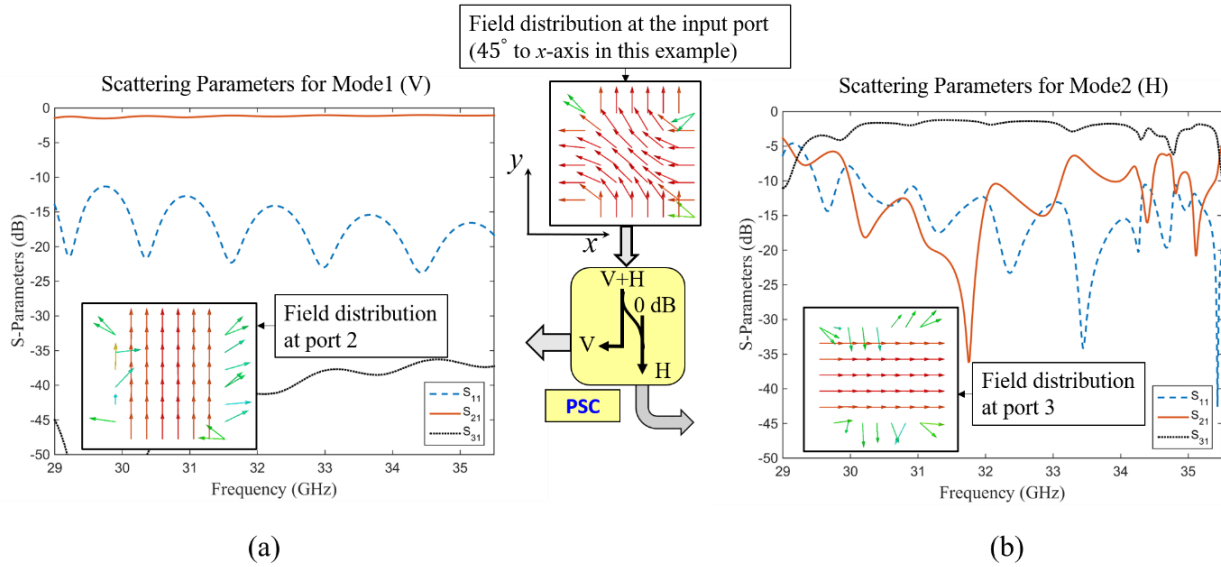 Field distribution at the input port
(45° to x-axis in this example)
Scattering Parameters for Mode1 (V)
0
-5
-10
-15
-20
-25
-30
-35
-40
-45
-50
S-Parameters (dB)
Field distribution
at port 2
S11
S21
S31
29
30
31
32
33
34
35
Frequency (GHz)
(a)
y
x
V+H
0 dB
V
H
PSC
Scattering Parameters for Mode2 (H)
0
-5
-10
-15
-20
-25
-30
-35
-40
-45
-50
S-Parameters (dB)
Field distribution
at port 3
S11
S21
S31
29
30
31
32
33
34
35
Frequency (GHz)
(b)